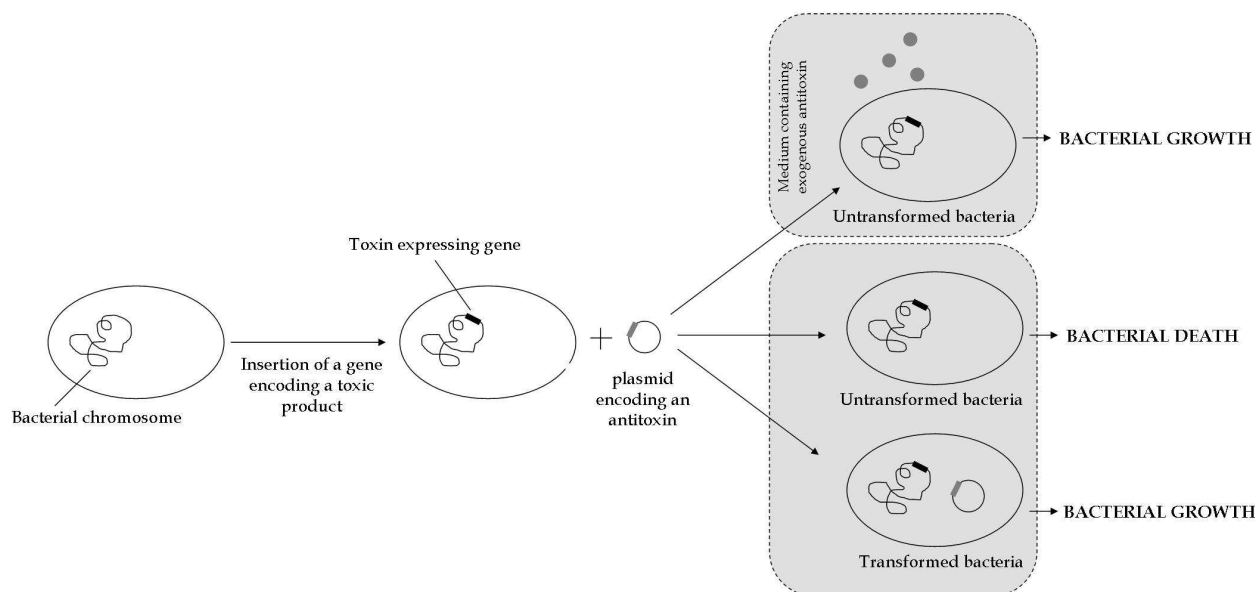 Medium containing
exogenous antitoxin
BACTERIAL GROWTH
Untransformed bacteria
Toxin expressing gene
Insertion of a gene
encoding a toxic
product
Bacterial chromosome
+
plasmid
encoding an
antitoxin
BACTERIAL DEATH
Untransformed bacteria
BACTERIAL GROWTH
Transformed bacteria